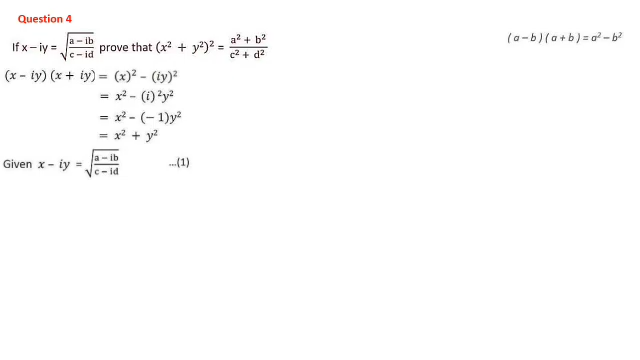 Question 4
( a – b ) ( a + b ) = a² – b²
If x – iy = √((a – ib)/(c – id)) prove that (x² + y²)² = (a² + b²)/(c² + d²)
(x – iy) (x + iy) = (x)² – (iy)²
= x² – (i)²y²
= x² – (– 1)y²
= x² + y²
Given x – iy = √((a – ib)/(c – id)) ...(1)